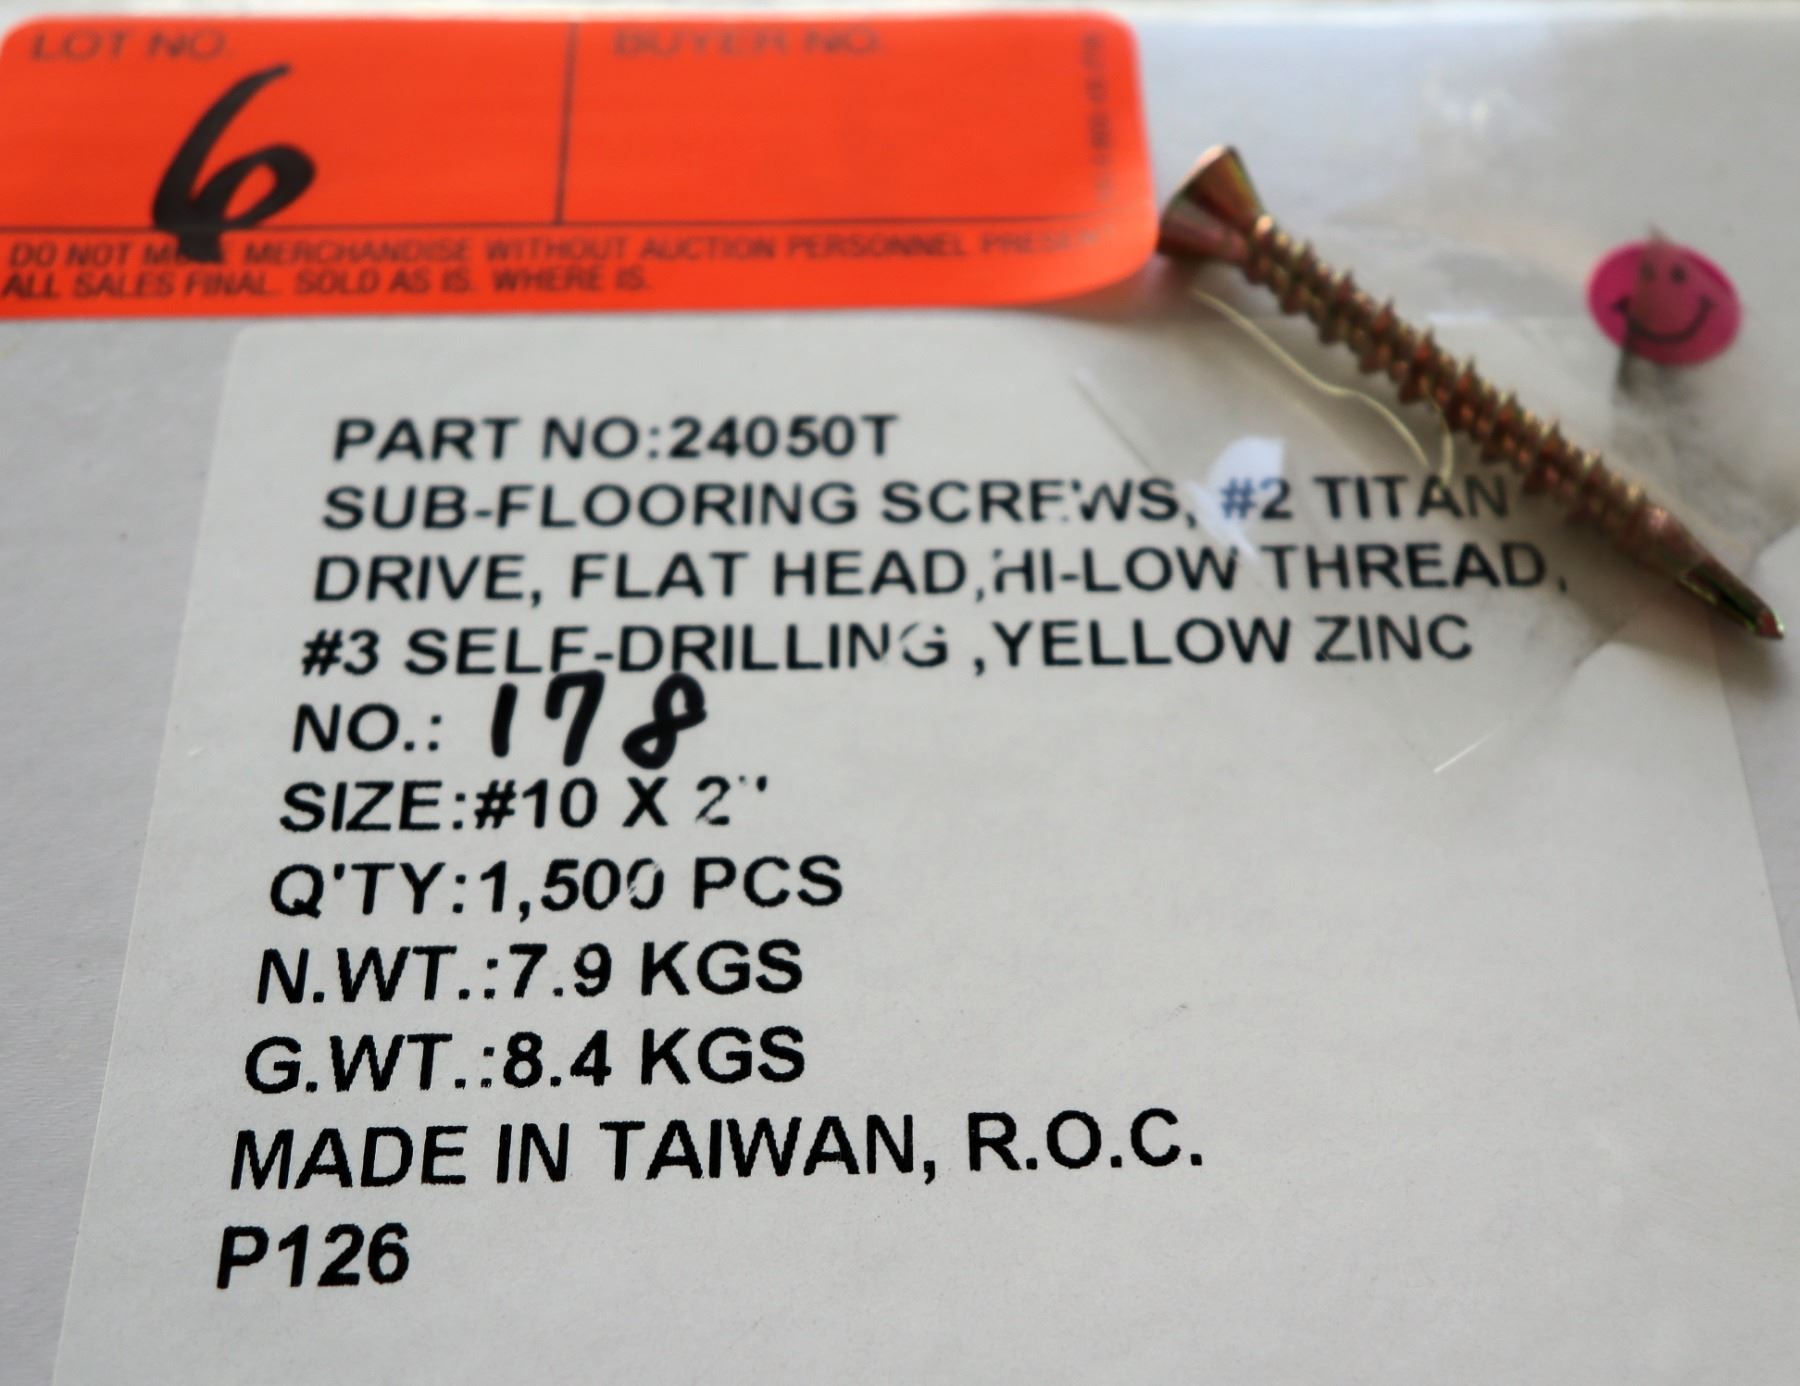 LOT NO. BUYER NO.
6
DO NOT MOVE MERCHANDISE WITHOUT AUCTION PERSONNEL PRESENT
ALL SALES FINAL. SOLD AS IS. WHERE IS.
PART NO:24050T
SUB-FLOORING SCREWS, #2 TITAN
DRIVE, FLAT HEAD,HI-LOW THREAD,
#3 SELF-DRILLING ,YELLOW ZINC
NO.: 178
SIZE:#10 X 2"
Q'TY:1,500 PCS
N.WT.:7.9 KGS
G.WT.:8.4 KGS
MADE IN TAIWAN, R.O.C.
P126